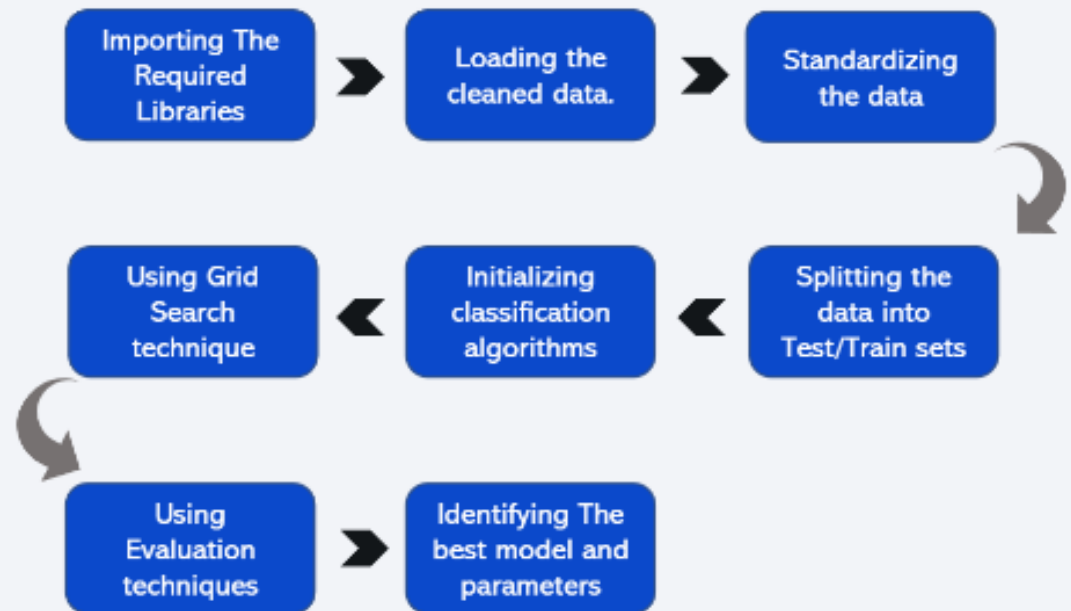 Importing The
Required
Libraries
Loading the
cleaned data.
Standardizing
the data
Splitting the
data into
Test/Train sets
Initializing
classification
algorithms
Using Grid
Search
technique
Using
Evaluation
techniques
Identifying The
best model and
parameters